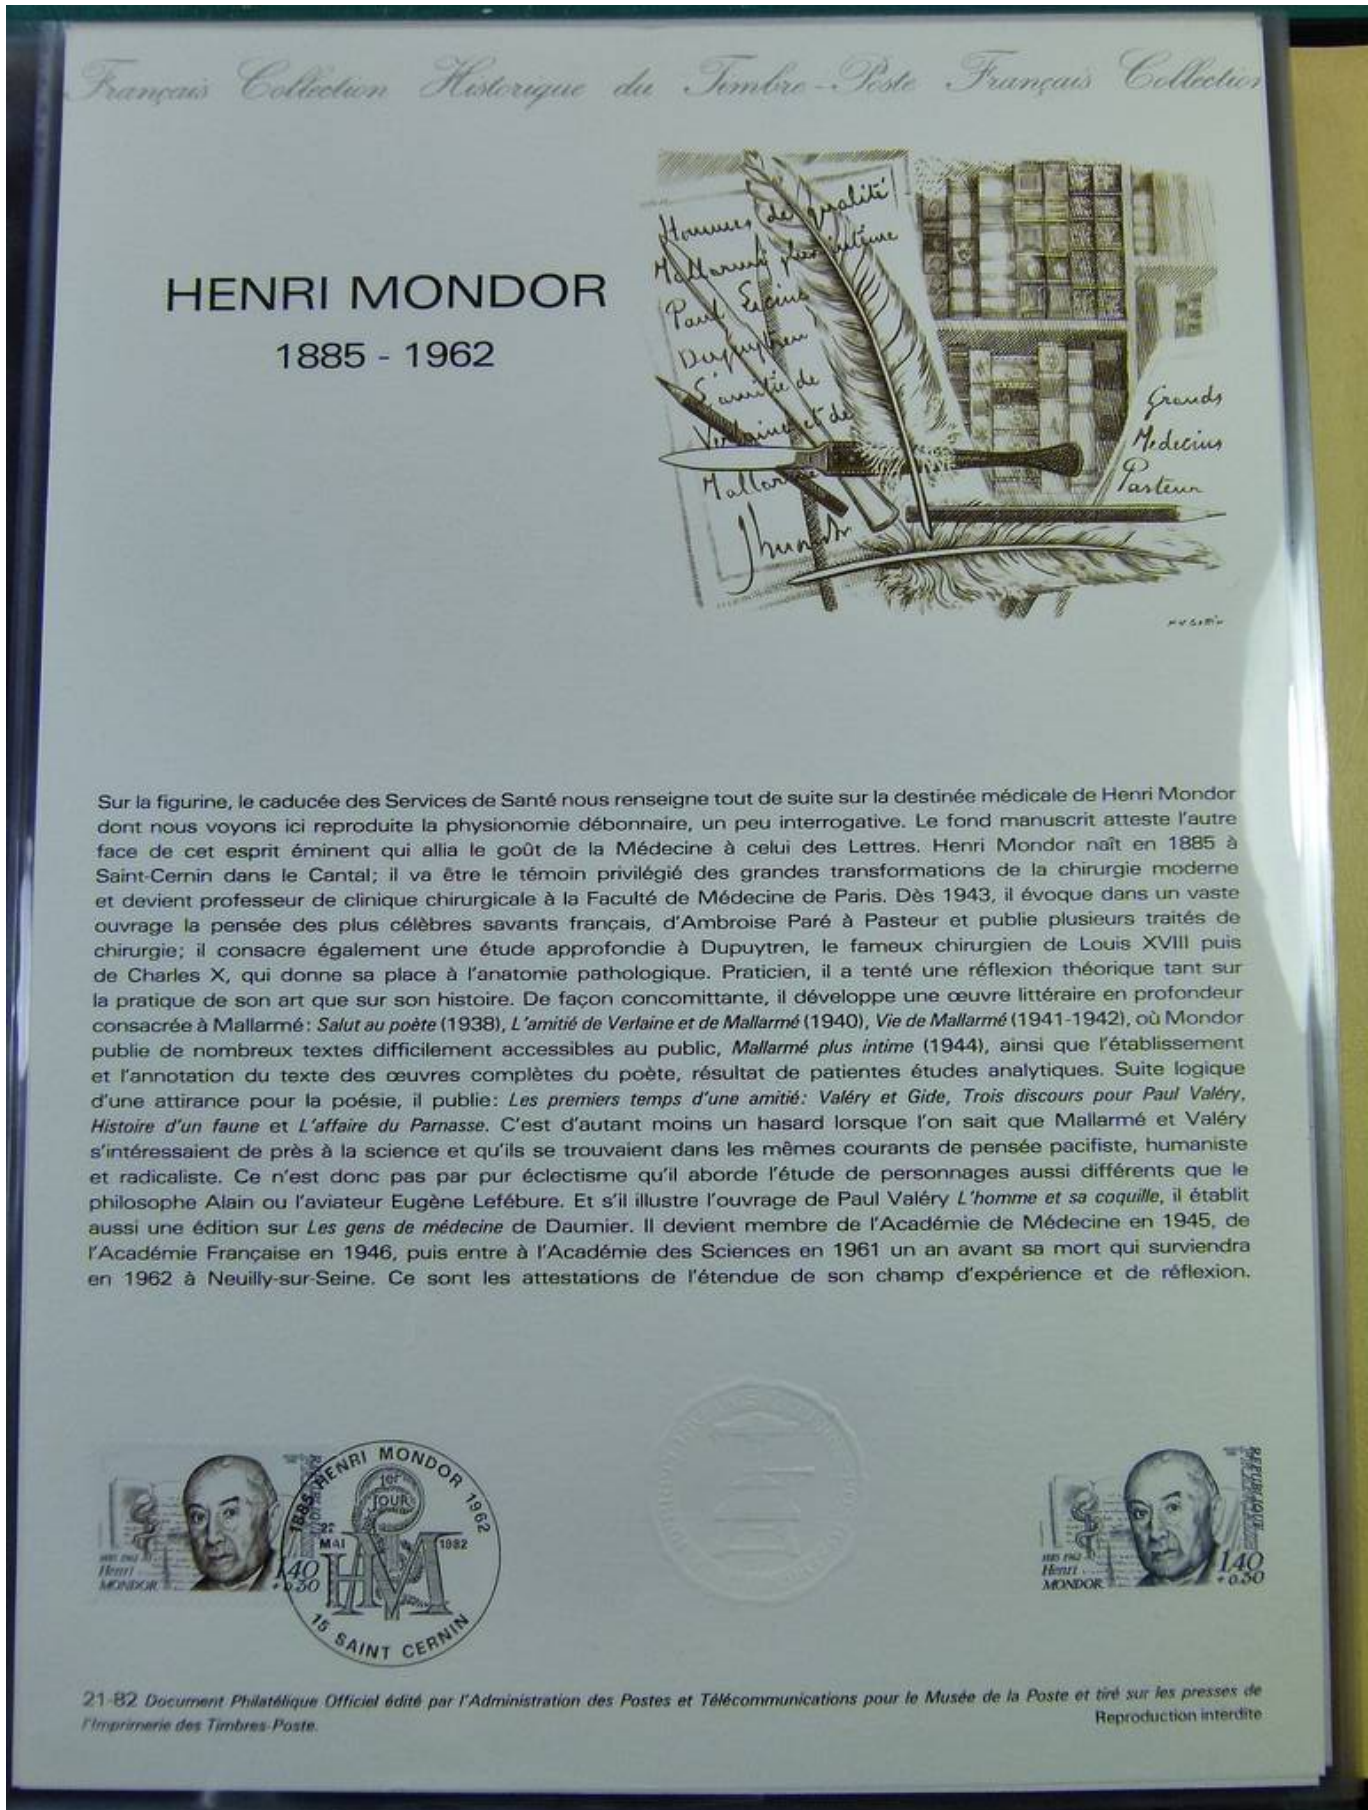 Français Collection Historique du Timbre-Poste Français Collection
HENRI MONDOR
1885 - 1962
Hommes de qualité
Mallarmé plus intime
Paul
Dupuytren
L'amitié de
Verlaine et de
Mallarmé
Grands
Medecins
Pasteur
Sur la figurine, le caducée des Services de Santé nous renseigne tout de suite sur la destinée médicale de Henri Mondor
dont nous voyons ici reproduite la physionomie débonnaire, un peu interrogative. Le fond manuscrit atteste l'autre
face de cet esprit éminent qui allia le goût de la Médecine à celui des Lettres. Henri Mondor naît en 1885 à
Saint-Cernin dans le Cantal; il va être le témoin privilégié des grandes transformations de la chirurgie moderne
et devient professeur de clinique chirurgicale à la Faculté de Médecine de Paris. Dès 1943, il évoque dans un vaste
ouvrage la pensée des plus célèbres savants français, d'Ambroise Paré à Pasteur et publie plusieurs traités de
chirurgie; il consacre également une étude approfondie à Dupuytren, le fameux chirurgien de Louis XVIII puis
de Charles X, qui donne sa place à l'anatomie pathologique. Praticien, il a tenté une réflexion théorique tant sur
la pratique de son art que sur son histoire. De façon concomittante, il développe une œuvre littéraire en profondeur
consacrée à Mallarmé: Salut au poète (1938), L'amitié de Verlaine et de Mallarmé (1940), Vie de Mallarmé (1941-1942), où Mondor
publie de nombreux textes difficilement accessibles au public, Mallarmé plus intime (1944), ainsi que l'établissement
et l'annotation du texte des œuvres complètes du poète, résultat de patientes études analytiques. Suite logique
d'une attirance pour la poésie, il publie: Les premiers temps d'une amitié: Valéry et Gide, Trois discours pour Paul Valéry,
Histoire d'un faune et L'affaire du Parnasse. C'est d'autant moins un hasard lorsque l'on sait que Mallarmé et Valéry
s'intéressaient de près à la science et qu'ils se trouvaient dans les mêmes courants de pensée pacifiste, humaniste
et radicaliste. Ce n'est donc pas par pur éclectisme qu'il aborde l'étude de personnages aussi différents que le
philosophe Alain ou l'aviateur Eugène Lefébure. Et s'il illustre l'ouvrage de Paul Valéry L'homme et sa coquille, il établit
aussi une édition sur Les gens de médecine de Daumier. Il devient membre de l'Académie de Médecine en 1945, de
l'Académie Française en 1946, puis entre à l'Académie des Sciences en 1961 un an avant sa mort qui surviendra
en 1962 à Neuilly-sur-Seine. Ce sont les attestations de l'étendue de son champ d'expérience et de réflexion.
1885 HENRI MONDOR 1962
1er
JOUR
22
MAI 1982
HM
15 SAINT CERNIN
1885 1962
Henri
MONDOR
1,40
+ 0,30
REPUBLIQUE
1885 1962
Henri
MONDOR
1,40
+ 0,30
21-82 Document Philatélique Officiel édité par l'Administration des Postes et Télécommunications pour le Musée de la Poste et tiré sur les presses de
l'Imprimerie des Timbres-Poste. Reproduction interdite